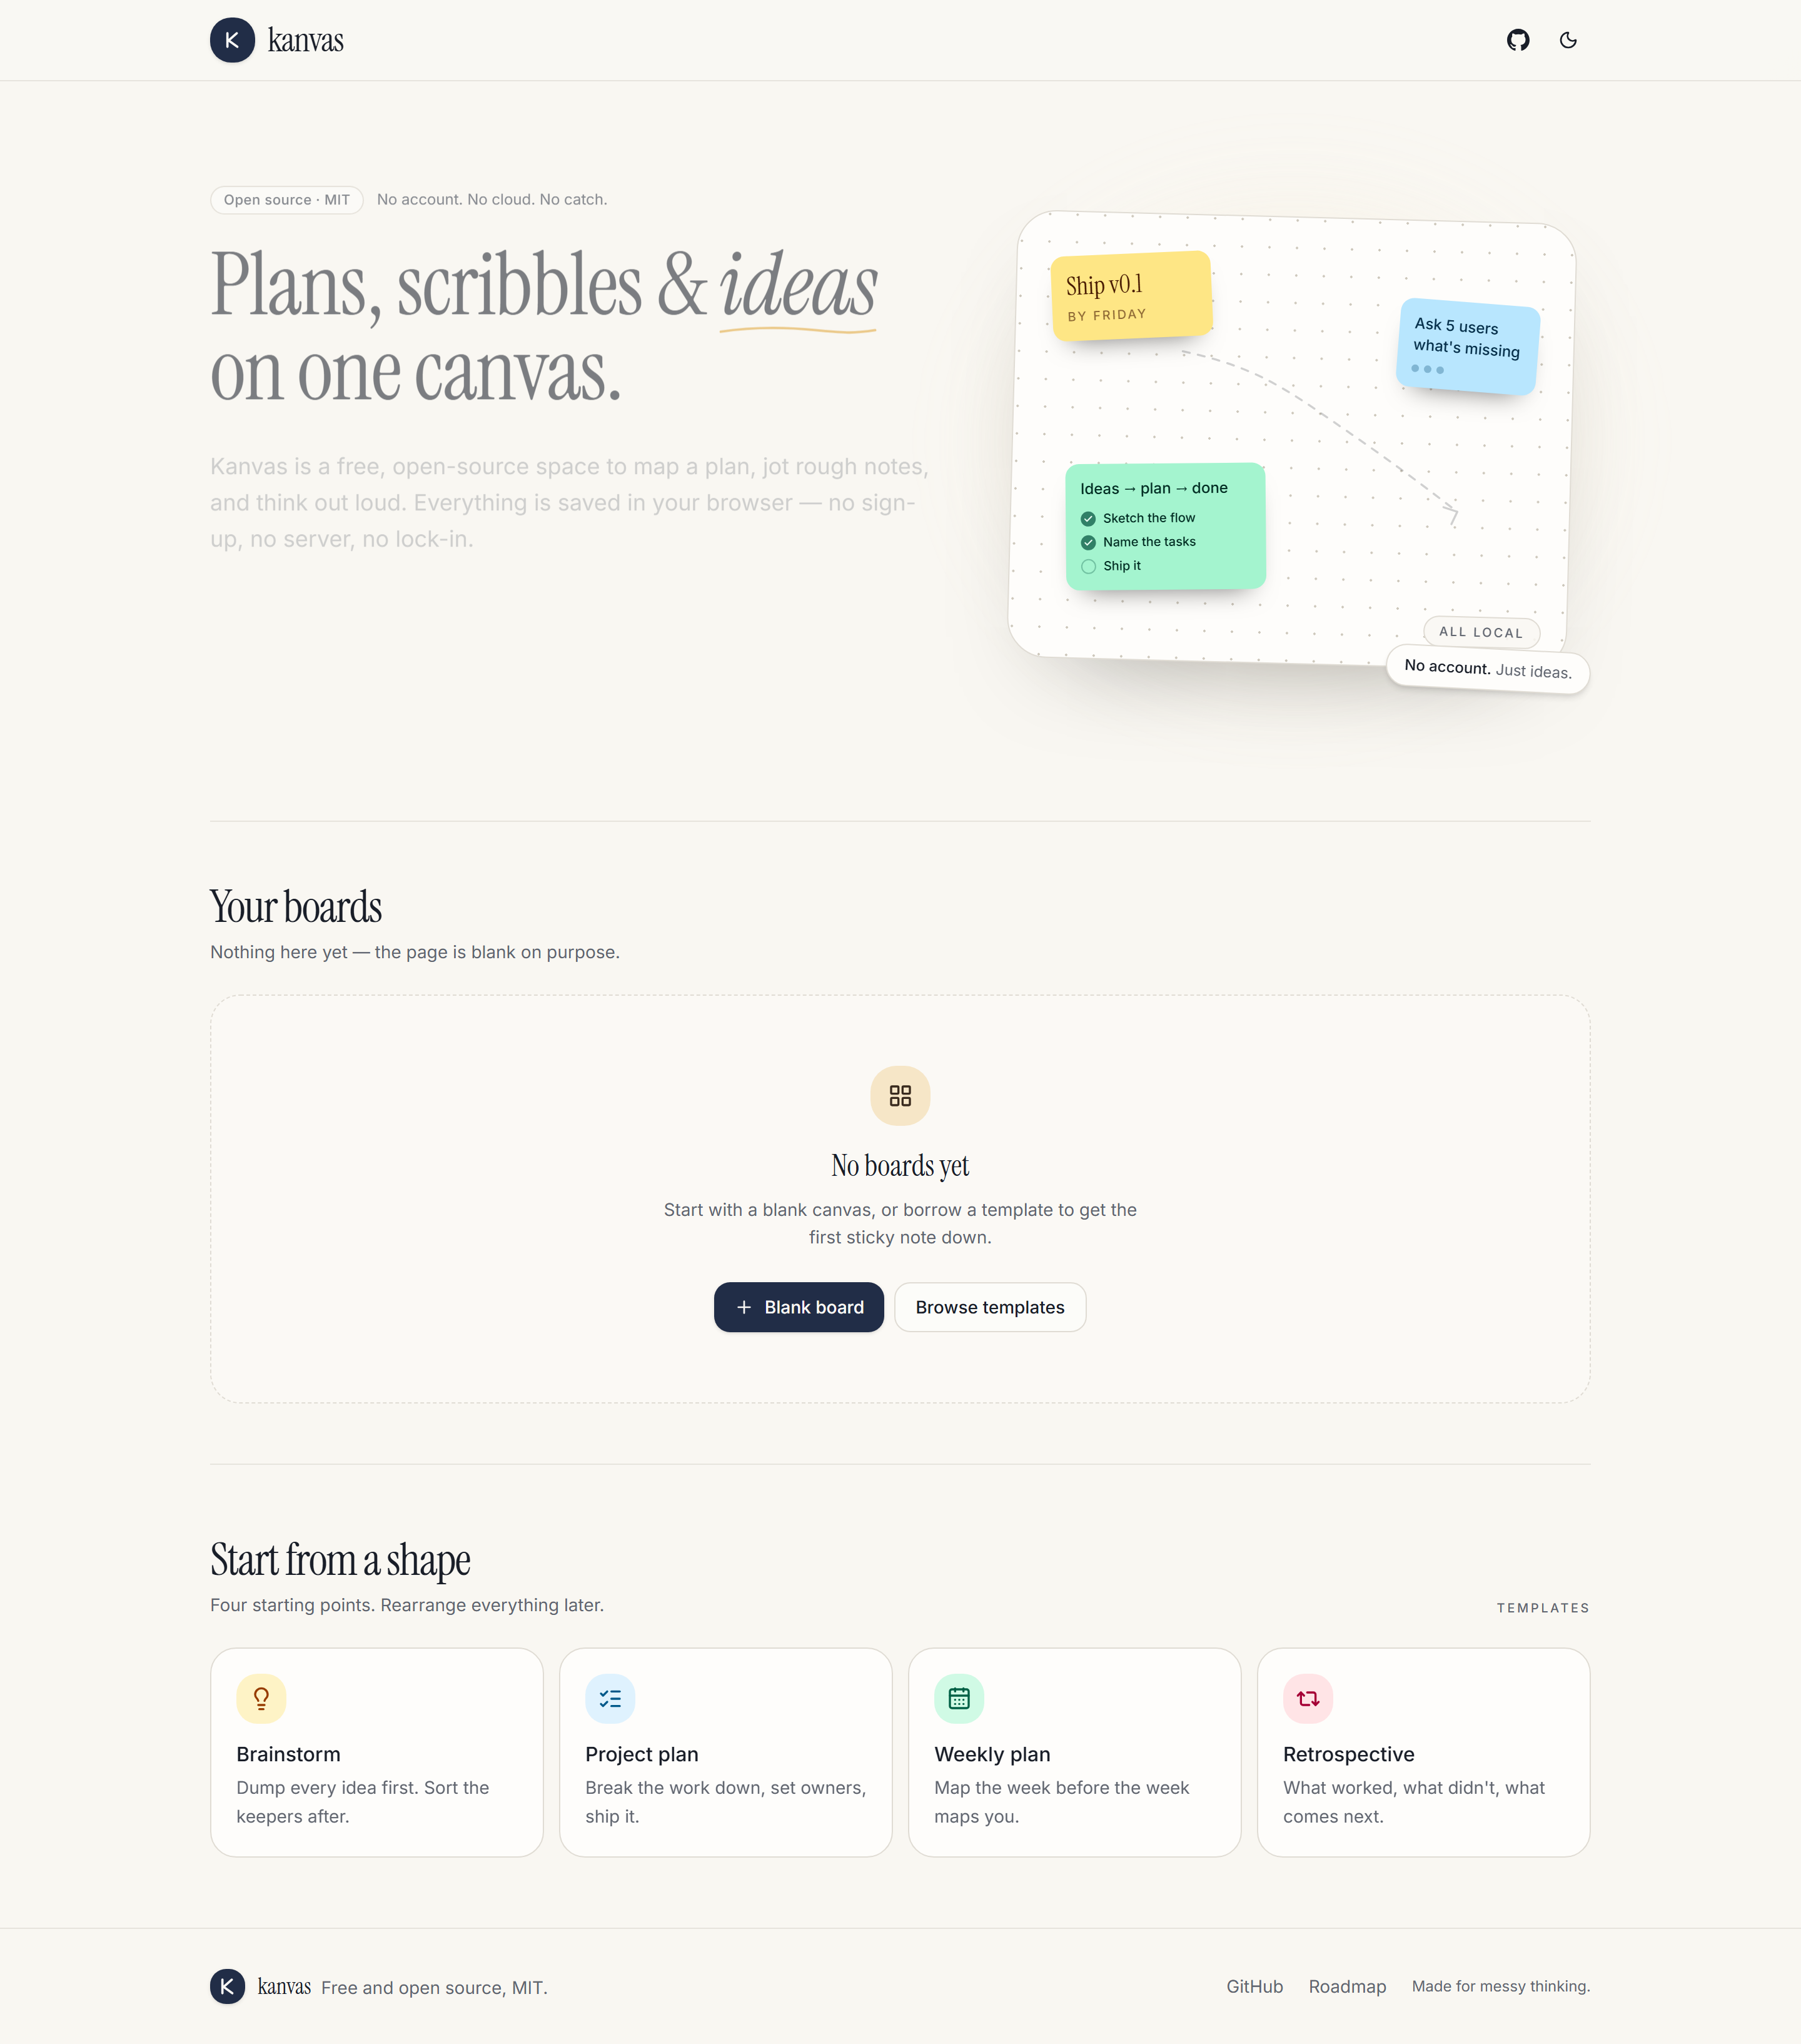 kanvas
Open source · MIT
No account. No cloud. No catch.
Plans, scribbles & ideas
on one canvas.
Kanvas is a free, open-source space to map a plan, jot rough notes,
and think out loud. Everything is saved in your browser — no sign-
up, no server, no lock-in.
Ship v0.1
BY FRIDAY
Ask 5 users
what's missing
Ideas → plan → done
Sketch the flow
Name the tasks
Ship it
ALL LOCAL
No account. Just ideas.
Your boards
Nothing here yet — the page is blank on purpose.
No boards yet
Start with a blank canvas, or borrow a template to get the
first sticky note down.
Blank board
Browse templates
Start from a shape
Four starting points. Rearrange everything later.
TEMPLATES
Brainstorm
Dump every idea first. Sort the
keepers after.
Project plan
Break the work down, set owners,
ship it.
Weekly plan
Map the week before the week
maps you.
Retrospective
What worked, what didn't, what
comes next.
kanvas Free and open source, MIT.
GitHub Roadmap Made for messy thinking.